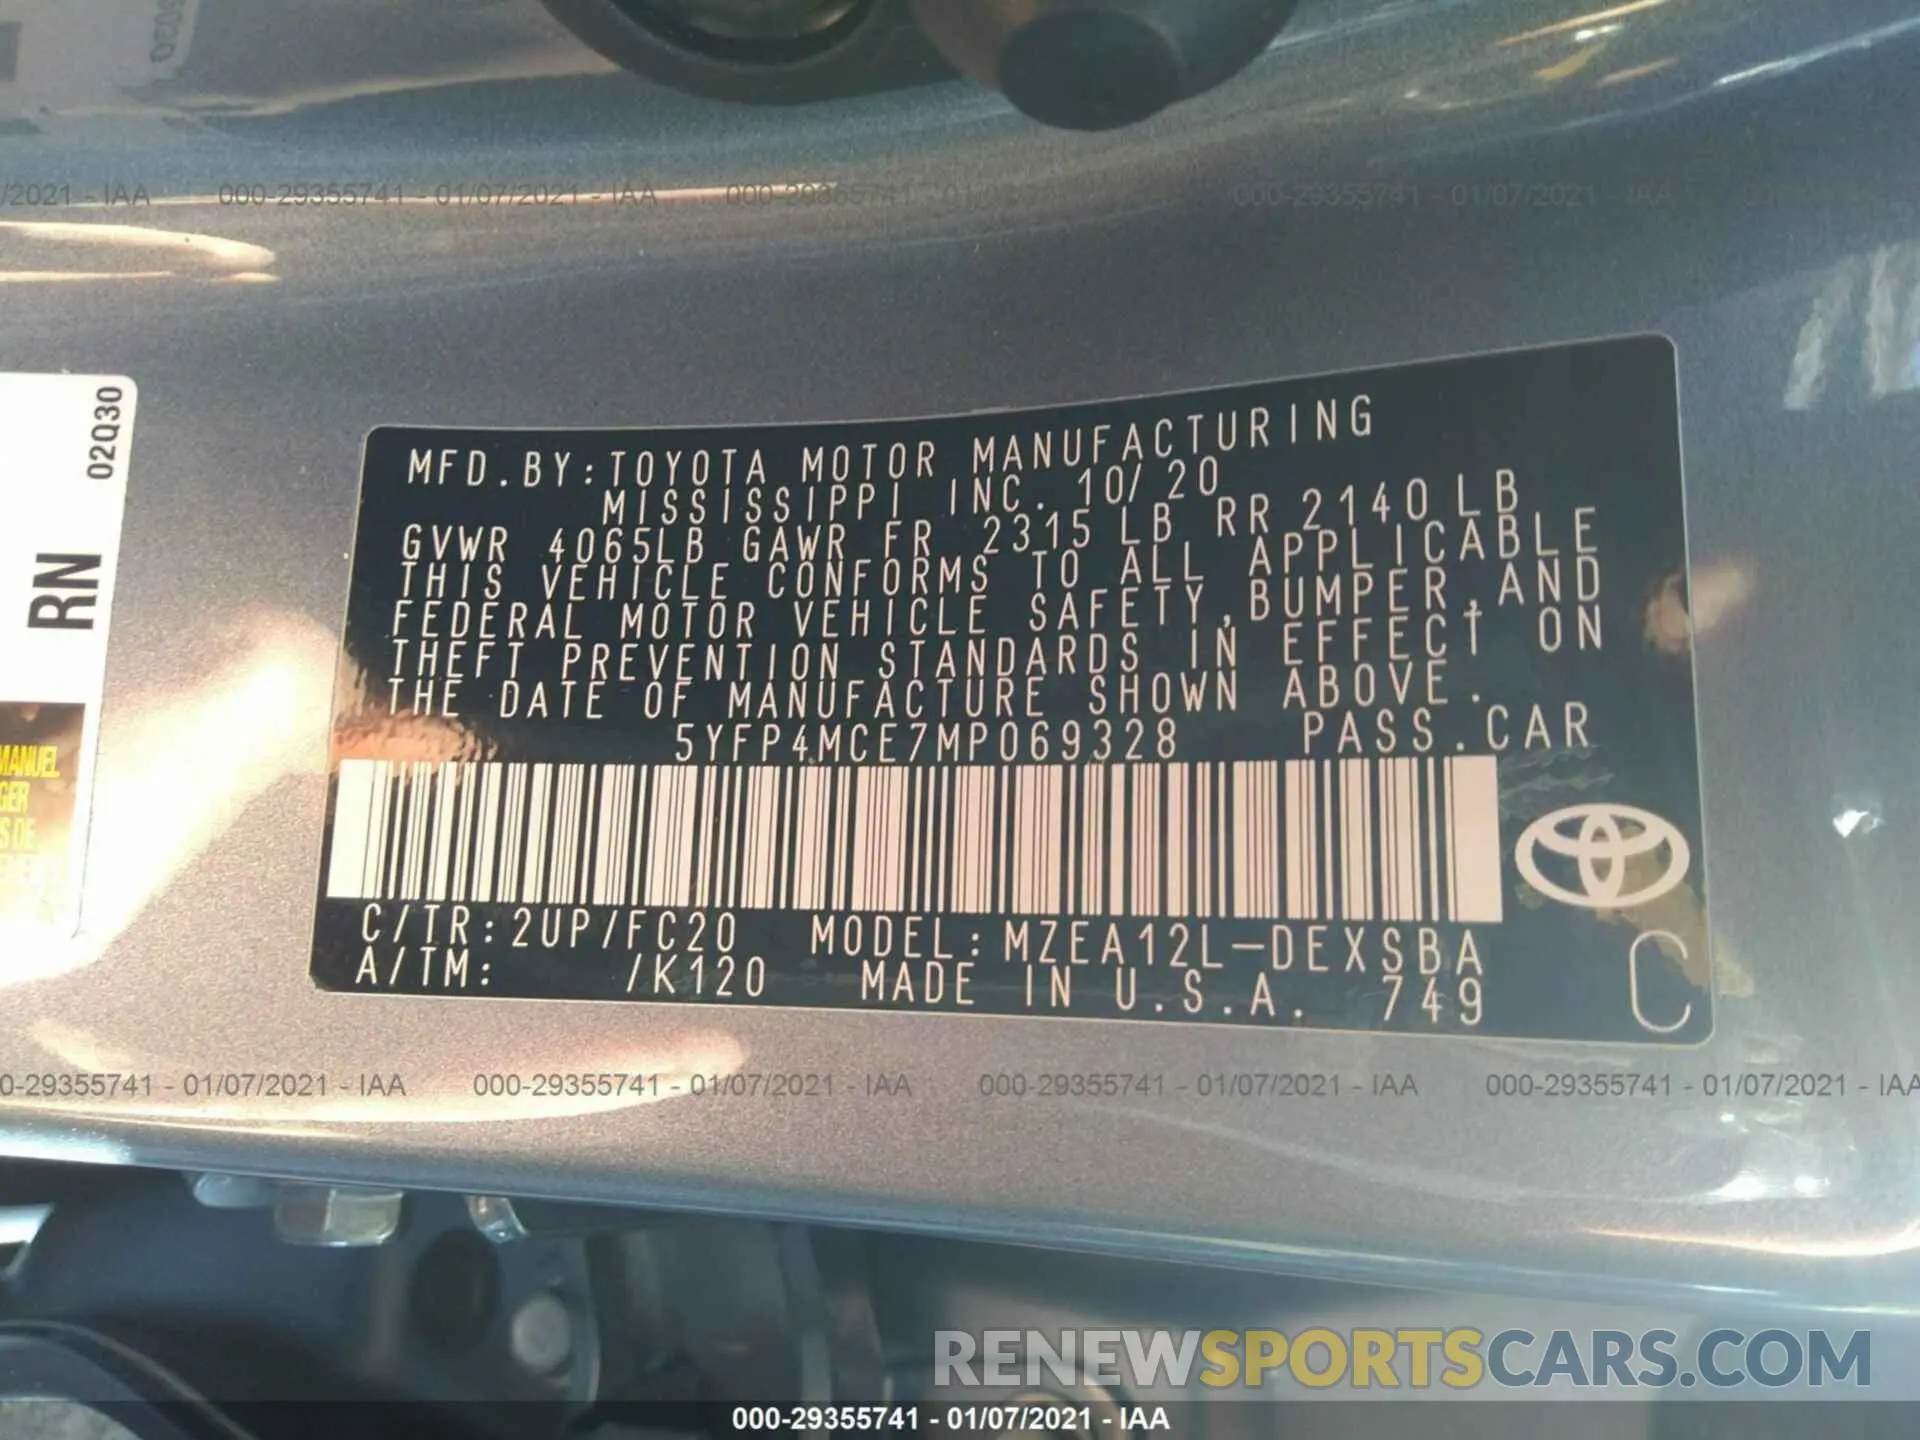 /2021 - IAA 000-29355741 - 01/07/2021 - IAA 000-29355741 - 000-29355741 - 01/07/2021 - IAA
02Q30
RN
MANUEL
GER
S DE
MFD.BY:TOYOTA MOTOR MANUFACTURING
MISSISSIPPI INC. 10/20
GVWR 4065LB GAWR FR 2315LB RR 2140LB
THIS VEHICLE CONFORMS TO ALL APPLICABLE
FEDERAL MOTOR VEHICLE SAFETY,BUMPER,AND
THEFT PREVENTION STANDARDS IN EFFECT ON
THE DATE OF MANUFACTURE SHOWN ABOVE.
5YFP4MCE7MP069328 PASS.CAR
C/TR:2UP/FC20 MODEL:MZEA12L-DEXSBA
A/TM: /K120 MADE IN U.S.A. 749
C
0-29355741 - 01/07/2021 - IAA 000-29355741 - 01/07/2021 - IAA 000-29355741 - 01/07/2021 - IAA 000-29355741 - 01/07/2021 - IAA
RENEWSPORTSCARS.COM
000-29355741 - 01/07/2021 - IAA